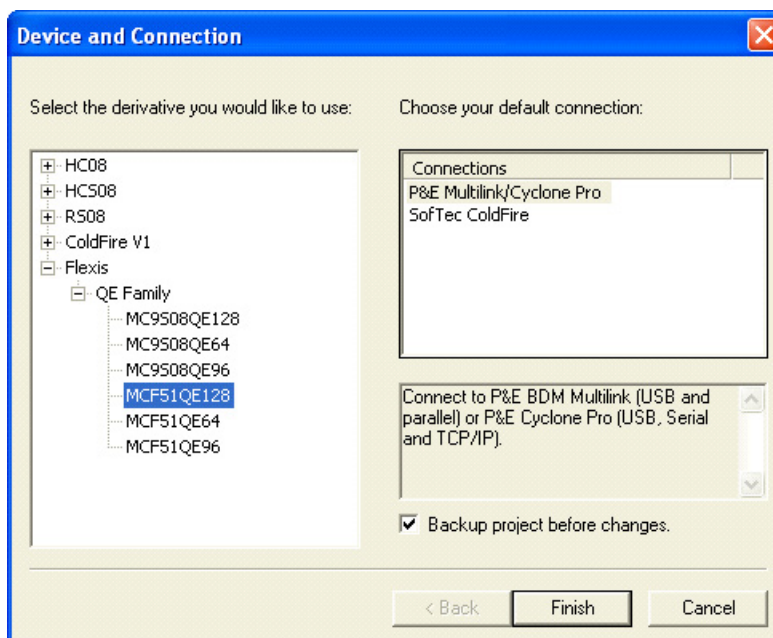 Device and Connection
Select the derivative you would like to use:
HC08
HCS08
RS08
ColdFire V1
Flexis
QE Family
MC9S08QE128
MC9S08QE64
MC9S08QE96
MCF51QE128
MCF51QE64
MCF51QE96
Choose your default connection:
Connections
P&E Multilink/Cyclone Pro
SofTec ColdFire
Connect to P&E BDM Multilink (USB and
parallel) or P&E Cyclone Pro (USB, Serial
and TCP/IP).
Backup project before changes.
< Back
Finish
Cancel